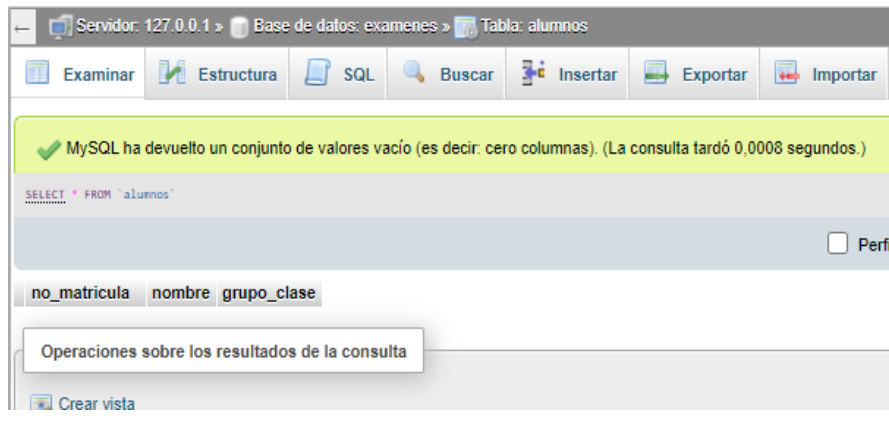 ← Servidor: 127.0.0.1 » Base de datos: examenes » Tabla: alumnos
Examinar Estructura SQL Buscar Insertar Exportar Importar
MySQL ha devuelto un conjunto de valores vacío (es decir: cero columnas). (La consulta tardó 0,0008 segundos.)
SELECT * FROM `alumnos`
Perfi
no_matricula nombre grupo_clase
Operaciones sobre los resultados de la consulta
Crear vista